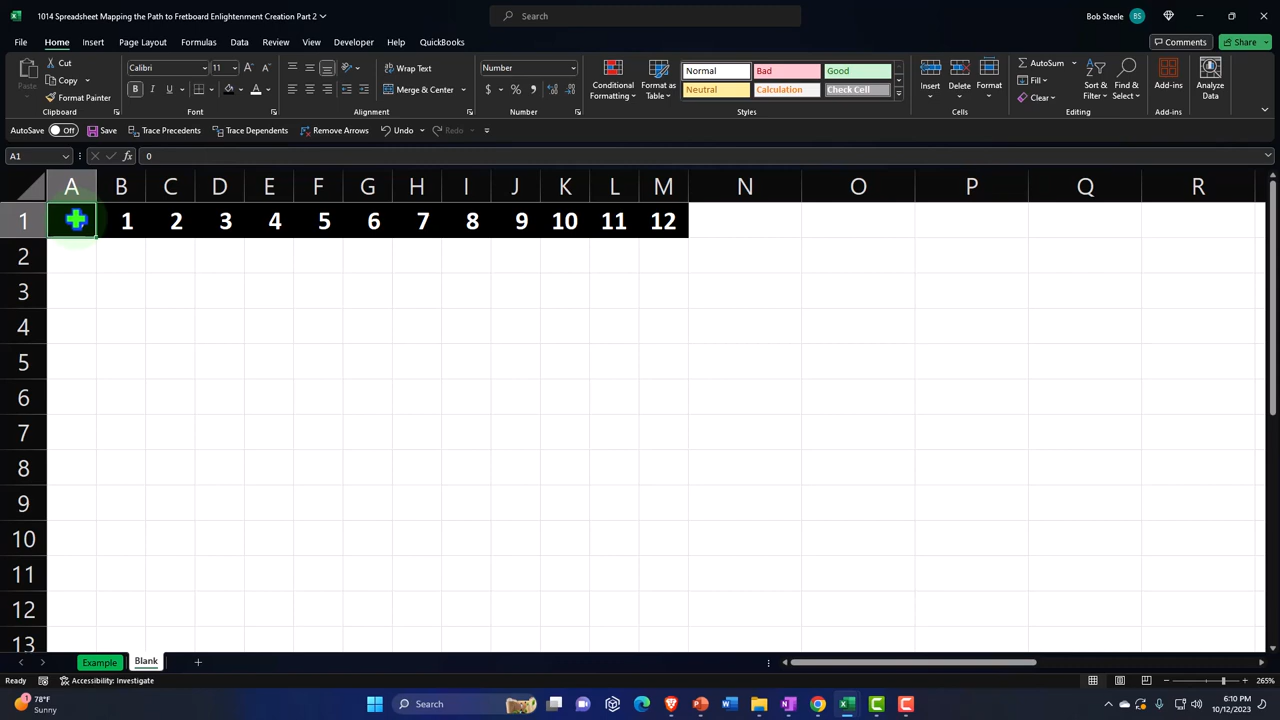 1014 Spreadsheet Mapping the Path to Fretboard Enlightenment Creation Part 2
Search
Bob Steele
BS
File Home Insert Page Layout Formulas Data Review View Developer Help QuickBooks
Comments
Share
Cut
Copy
Format Painter
Paste
Clipboard
Calibri
11
B I U
Font
Wrap Text
Merge & Center
Alignment
Number
$ % 9
Number
Conditional Formatting
Format as Table
Normal Bad Good
Neutral Calculation Check Cell
Styles
Insert Delete Format
Cells
AutoSum
Fill
Clear
Sort & Filter
Find & Select
Editing
Add-ins
Add-ins
Analyze Data
AutoSave Off Save Trace Precedents Trace Dependents Remove Arrows Undo Redo
A1 fx 0
A B C D E F G H I J K L M N O P Q R
1 1 2 3 4 5 6 7 8 9 10 11 12
2
3
4
5
6
7
8
9
10
11
12
13
Example Blank
Ready Accessibility: Investigate 265%
1
78°F
Sunny
Search
6:10 PM
10/12/2023